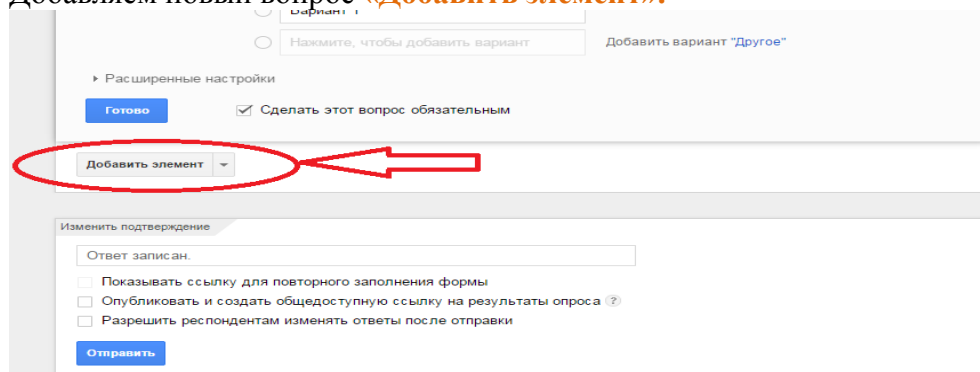 Добавляем новый вопрос «Добавить элемент».
Вариант 1
Нажмите, чтобы добавить вариант Добавить вариант "Другое"
Расширенные настройки
Готово Сделать этот вопрос обязательным
Добавить элемент
Изменить подтверждение
Ответ записан.
Показывать ссылку для повторного заполнения формы
Опубликовать и создать общедоступную ссылку на результаты опроса ?
Разрешить респондентам изменять ответы после отправки
Отправить